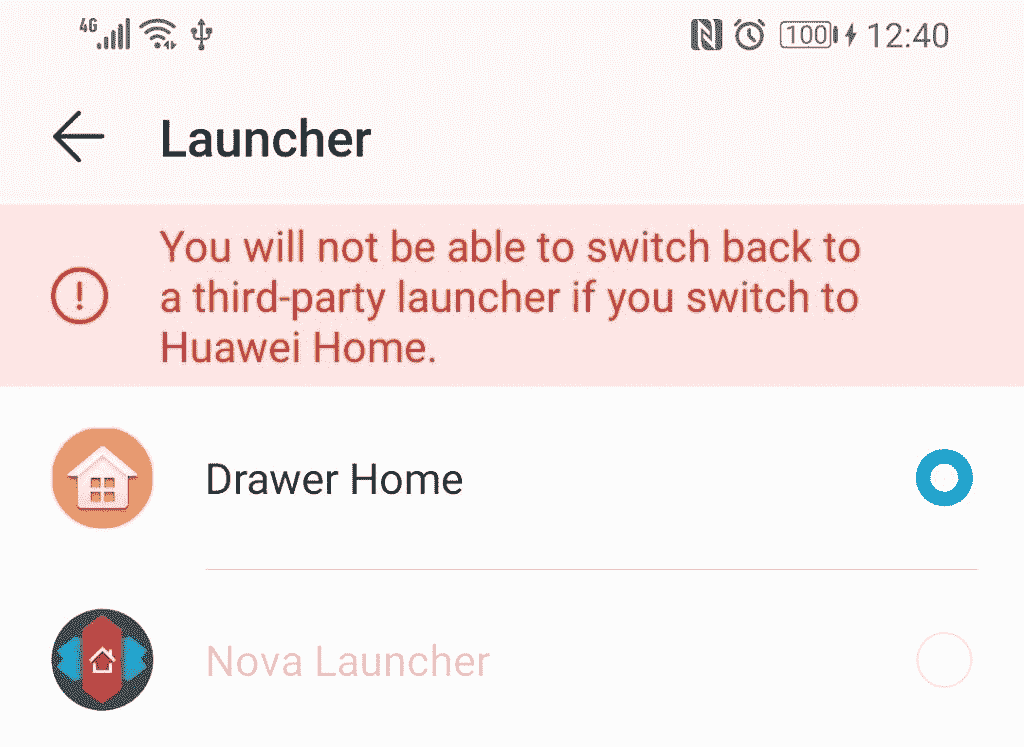 4G 100 12:40
Launcher
You will not be able to switch back to
a third-party launcher if you switch to
Huawei Home.
Drawer Home
Nova Launcher